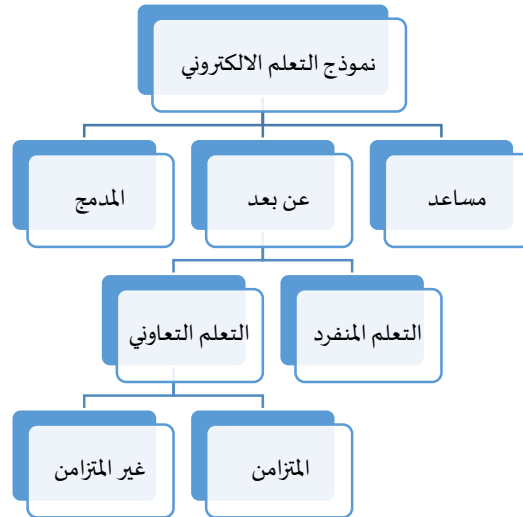 نموذج التعلم الالكتروني
مساعد
عن بعد
المدمج
التعلم المنفرد
التعلم التعاوني
المتزامن
غير المتزامن